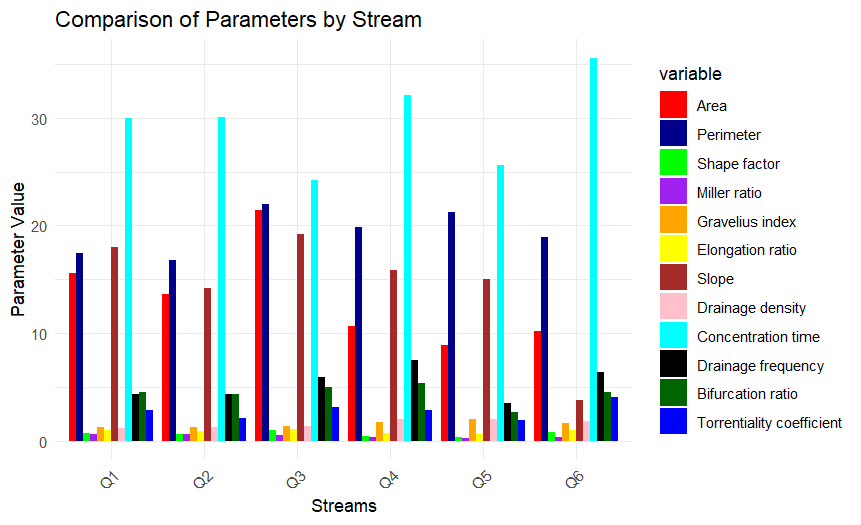 Comparison of Parameters by Stream
Parameter Value
30
20
10
0
Q1 Q2 Q3 Q4 Q5 Q6
Streams
variable
Area
Perimeter
Shape factor
Miller ratio
Gravelius index
Elongation ratio
Slope
Drainage density
Concentration time
Drainage frequency
Bifurcation ratio
Torrentiality coefficient